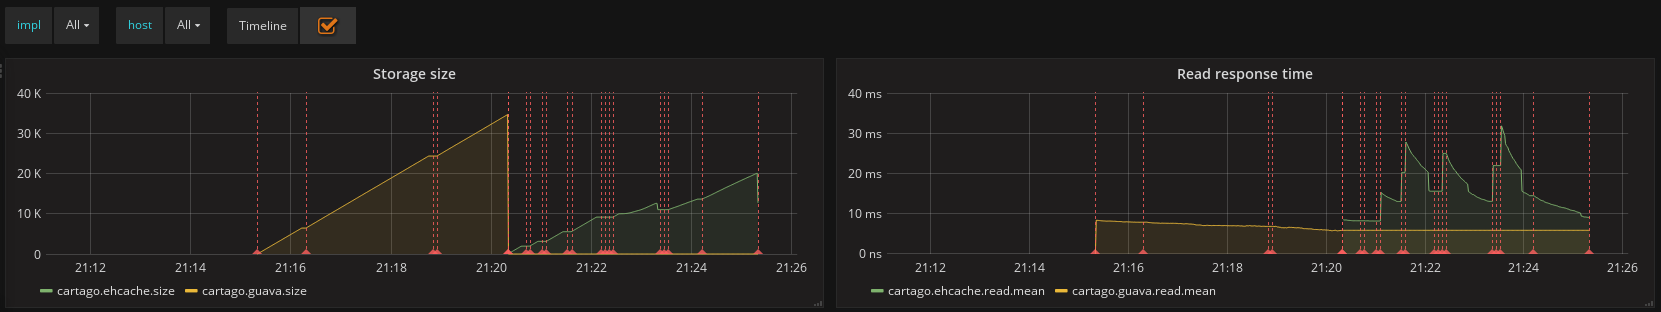 impl All host All Timeline
Storage size
40 K
30 K
20 K
10 K
0
21:12 21:14 21:16 21:18 21:20 21:22 21:24 21:26
cartago.ehcache.size cartago.guava.size
Read response time
40 ms
30 ms
20 ms
10 ms
0 ns
21:12 21:14 21:16 21:18 21:20 21:22 21:24 21:26
cartago.ehcache.read.mean cartago.guava.read.mean